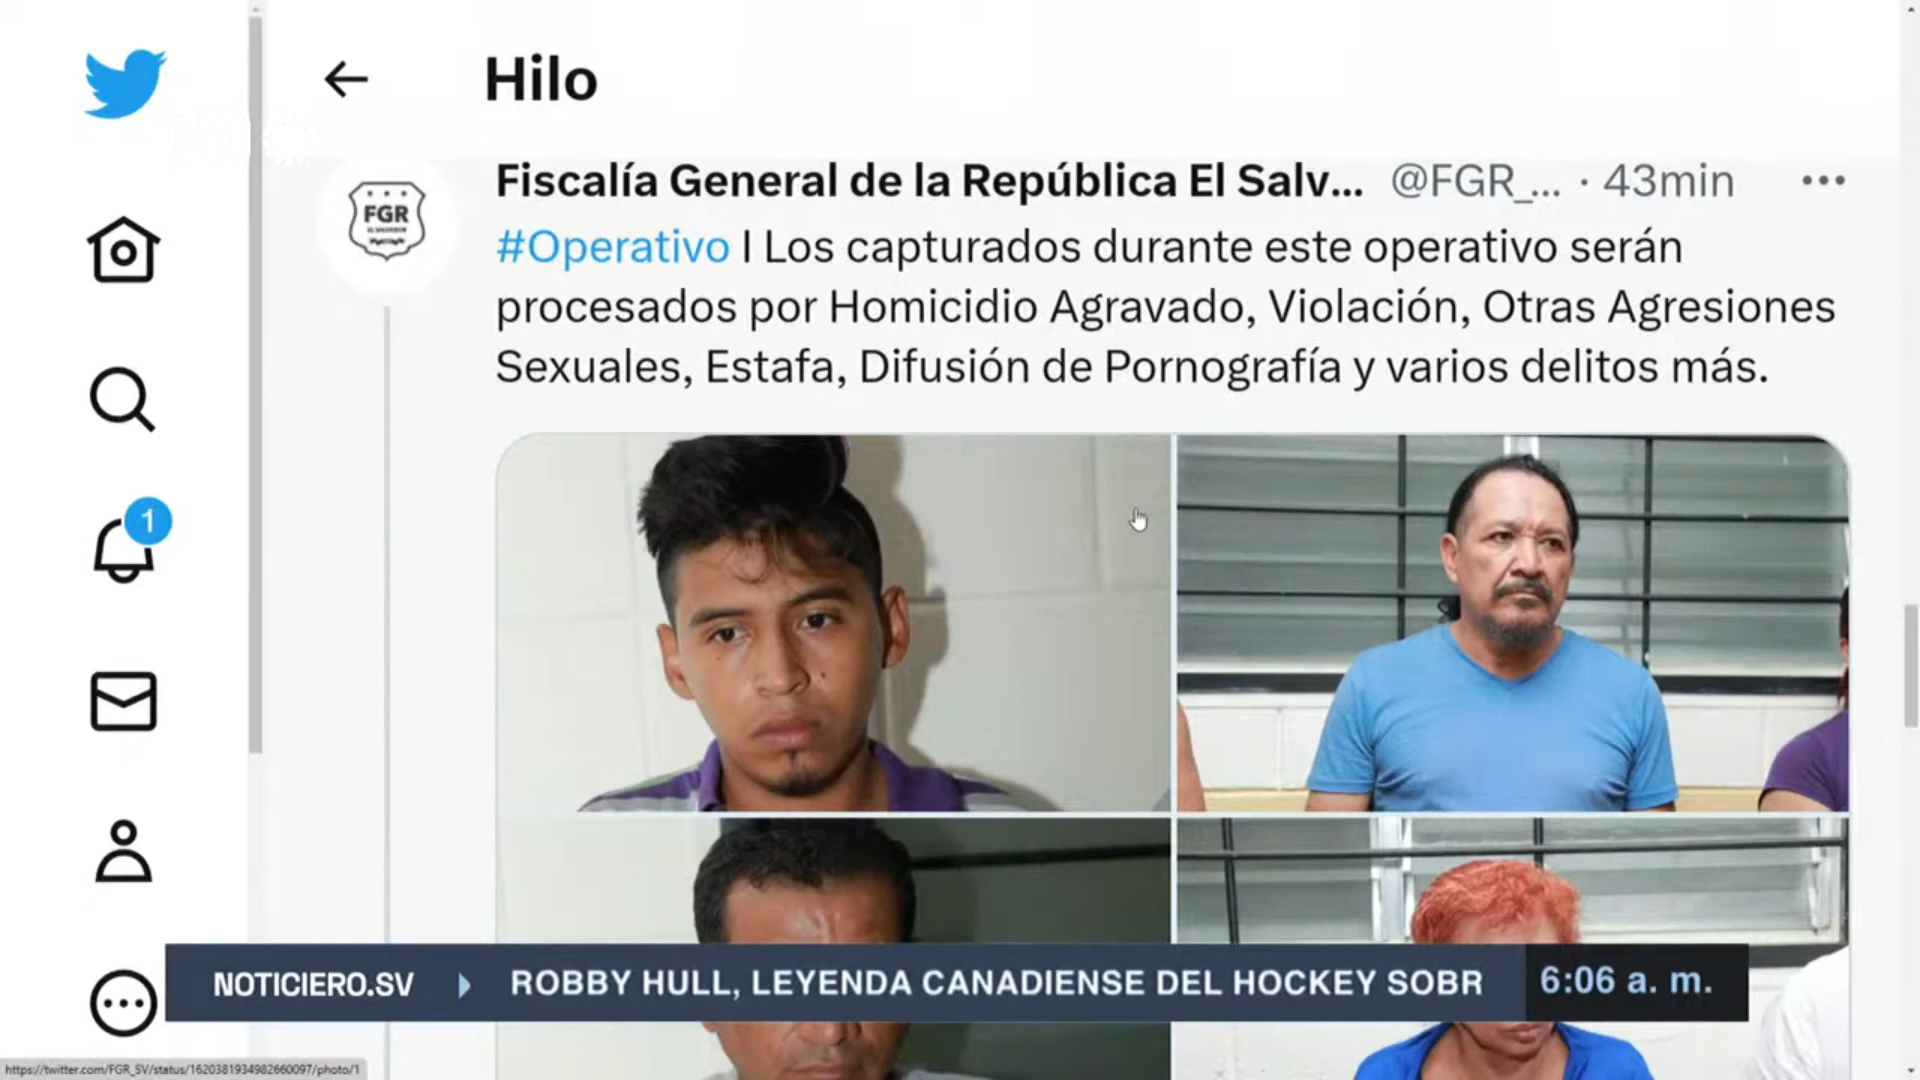 Hilo
Fiscalía General de la República El Salv... @FGR_... · 43min
FGR
#Operativo I Los capturados durante este operativo serán
procesados por Homicidio Agravado, Violación, Otras Agresiones
Sexuales, Estafa, Difusión de Pornografía y varios delitos más.
1
NOTICIERO.SV ROBBY HULL, LEYENDA CANADIENSE DEL HOCKEY SOBR 6:06 a. m.
https://twitter.com/FGR_SV/status/1620381934982660097/photo/1